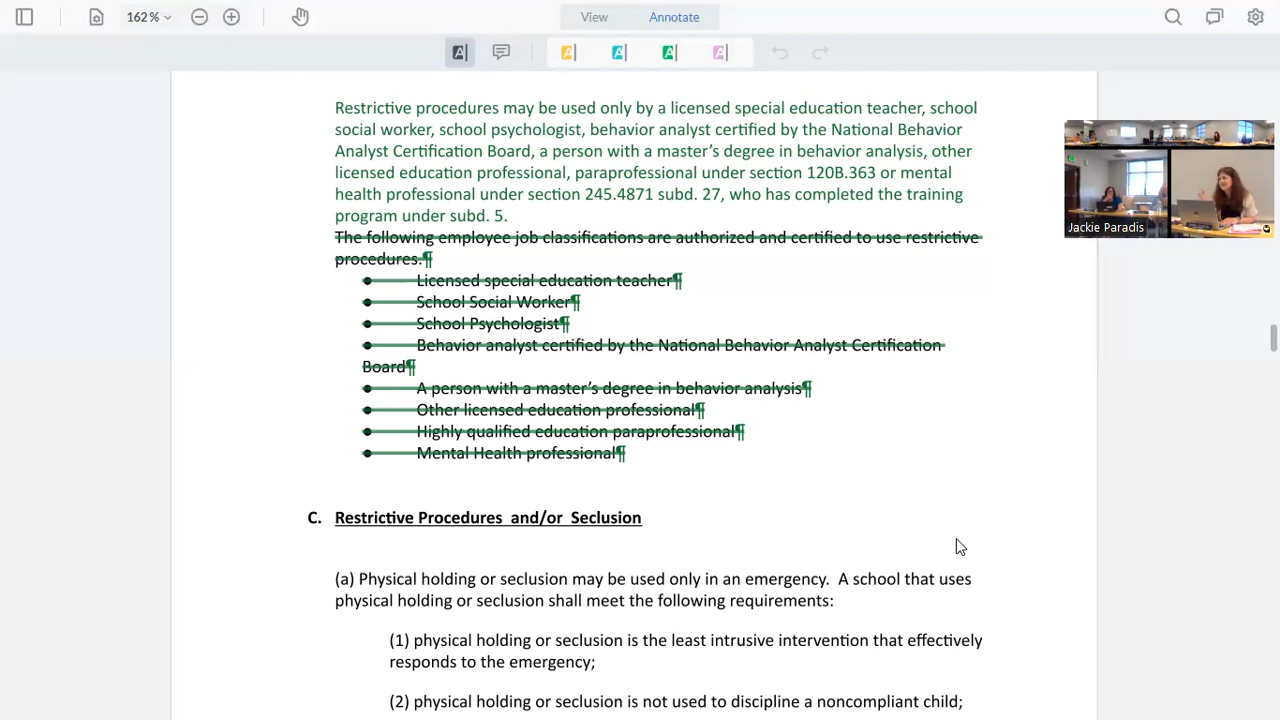 162%
View
Annotate
Restrictive procedures may be used only by a licensed special education teacher, school
social worker, school psychologist, behavior analyst certified by the National Behavior
Analyst Certification Board, a person with a master’s degree in behavior analysis, other
licensed education professional, paraprofessional under section 120B.363 or mental
health professional under section 245.4871 subd. 27, who has completed the training
program under subd. 5.
The following employee job classifications are authorized and certified to use restrictive
procedures:¶
● Licensed special education teacher¶
● School Social Worker¶
● School Psychologist¶
● Behavior analyst certified by the National Behavior Analyst Certification
Board¶
● A person with a master’s degree in behavior analysis¶
● Other licensed education professional¶
● Highly qualified education paraprofessional¶
● Mental Health professional¶
C. Restrictive Procedures and/or Seclusion
(a) Physical holding or seclusion may be used only in an emergency. A school that uses
physical holding or seclusion shall meet the following requirements:
(1) physical holding or seclusion is the least intrusive intervention that effectively
responds to the emergency;
(2) physical holding or seclusion is not used to discipline a noncompliant child;
Jackie Paradis